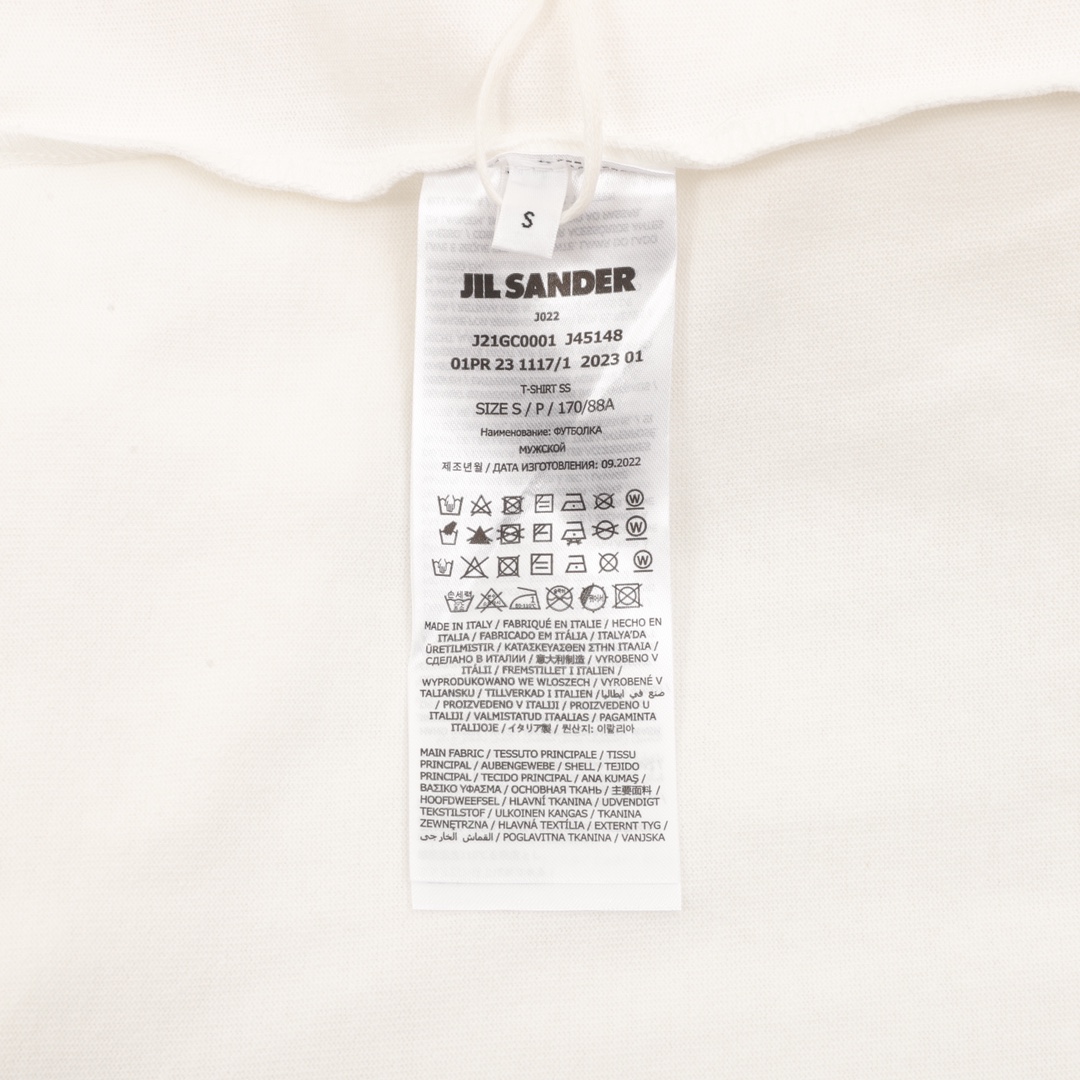 S
JIL SANDER
J022
J21GC0001 J45148
01PR 23 1117/1 2023 01
T-SHIRT SS
SIZE S / P / 170/88A
Наименование: ФУТБОЛКА
МУЖСКОЙ
제조년월 / ДАТА ИЗГОТОВЛЕНИЯ: 09.2022
W
W
W
손세탁
MADE IN ITALY / FABRIQUÉ EN ITALIE / HECHO EN
ITALIA / FABRICADO EM ITÁLIA / ITALYA'DA
ÜRETILMISTIR / ΚΑΤΑΣΚΕΥΑΣΘΕΝ ΣΤΗΝ ΙΤΑΛΙΑ /
СДЕЛАНО В ИТАЛИИ / 意大利制造 / VYROBENO V
ITÁLII / FREMSTILLET I ITALIEN /
WYPRODUKOWANO WE WLOSZECH / VYROBENÉ V
TALIANSKU / TILLVERKAD I ITALIEN / صنع في ايطاليا
/ PROIZVEDENO V ITALIJI / PROIZVEDENO U
ITALIJI / VALMISTATUD ITAALIAS / PAGAMINTA
ITALIJOJE / イタリア製 / 원산지: 이탈리아
MAIN FABRIC / TESSUTO PRINCIPALE / TISSU
PRINCIPAL / AUßENGEWEBE / SHELL / TEJIDO
PRINCIPAL / TECIDO PRINCIPAL / ANA KUMAŞ /
ΒΑΣΙΚΟ ΥΦΑΣΜΑ / ОСНОВНАЯ ТКАНЬ / 主要面料 /
HOOFDWEEFSEL / HLAVNÍ TKANINA / UDVENDIGT
TEKSTILSTOF / ULKOINEN KANGAS / TKANINA
ZEWNĘTRZNA / HLAVNÁ TEXTÍLIA / EXTERNT TYG /
القماش الخارجي / POGLAVITNA TKANINA / VANJSKA